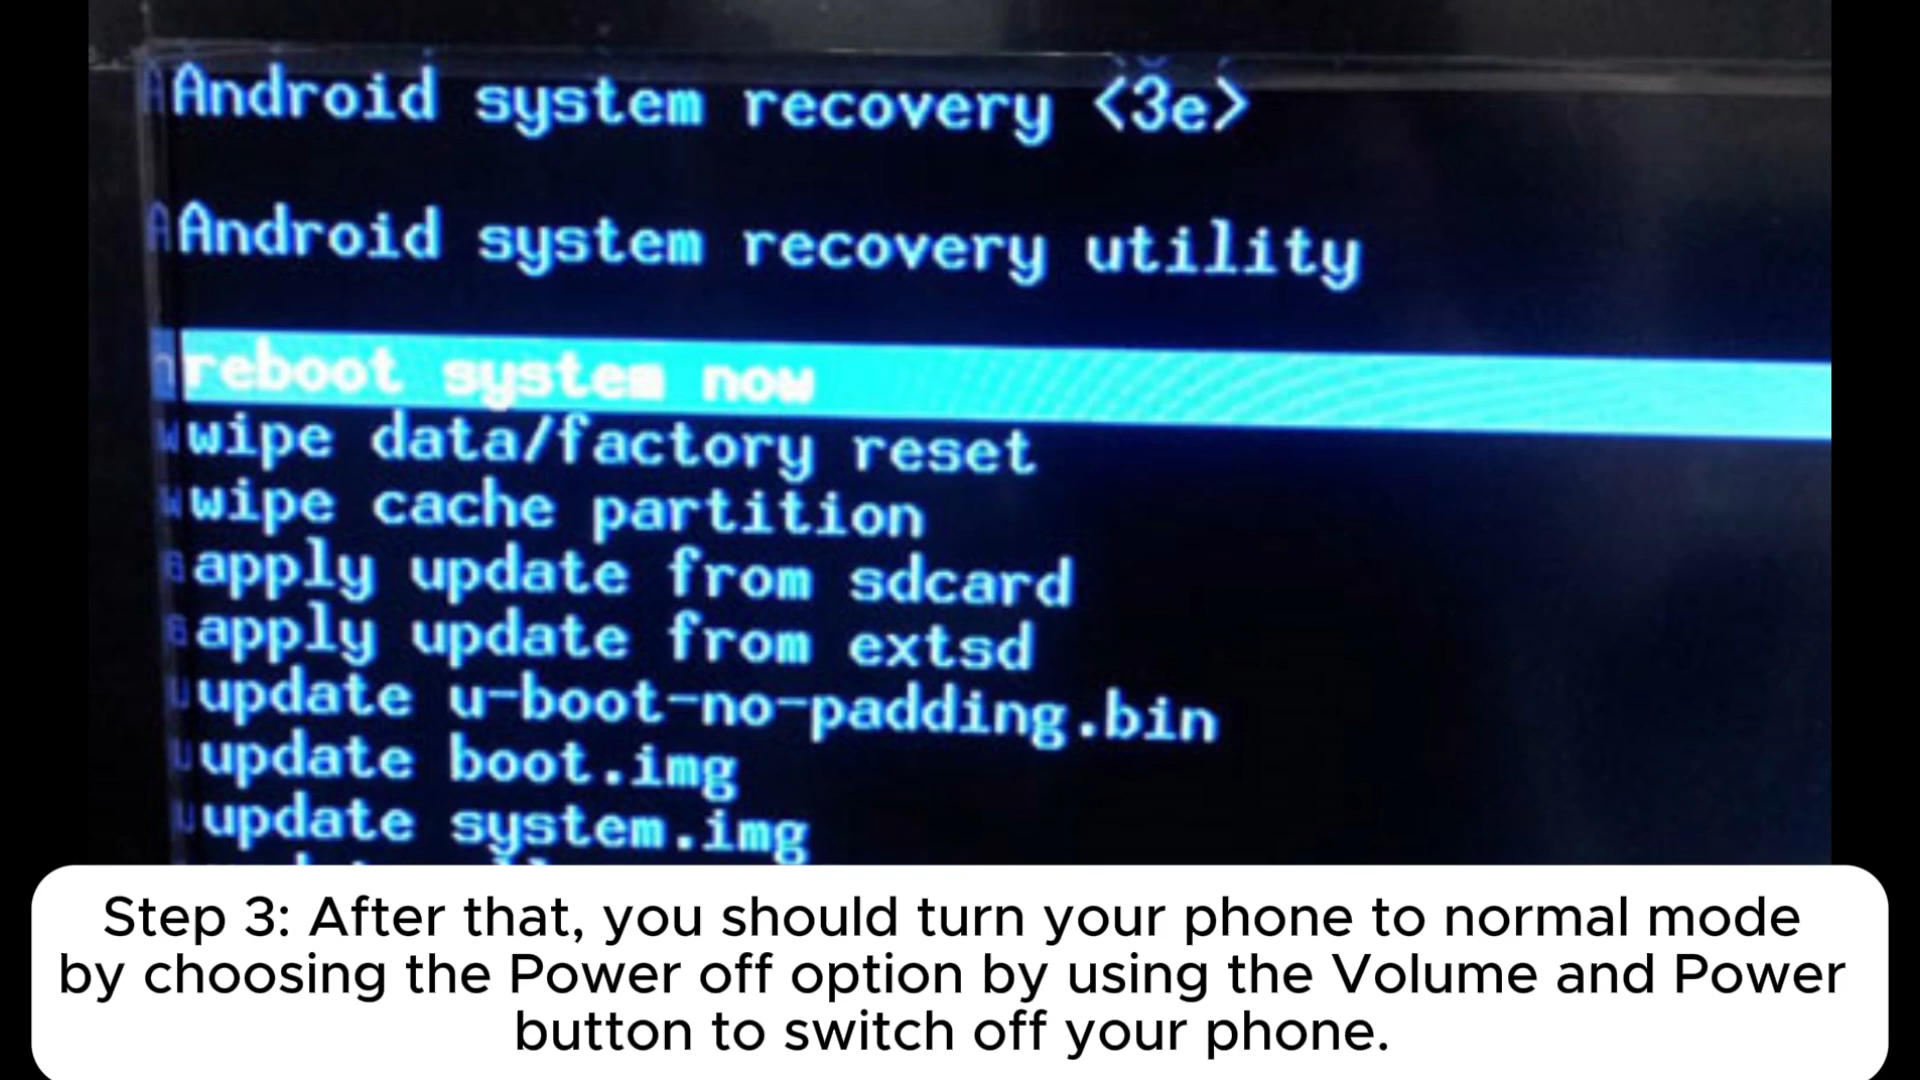 Android system recovery <3e>
Android system recovery utility
reboot system now
wipe data/factory reset
wipe cache partition
apply update from sdcard
apply update from extsd
update u-boot-no-padding.bin
update boot.img
update system.img
Step 3: After that, you should turn your phone to normal mode
by choosing the Power off option by using the Volume and Power
button to switch off your phone.